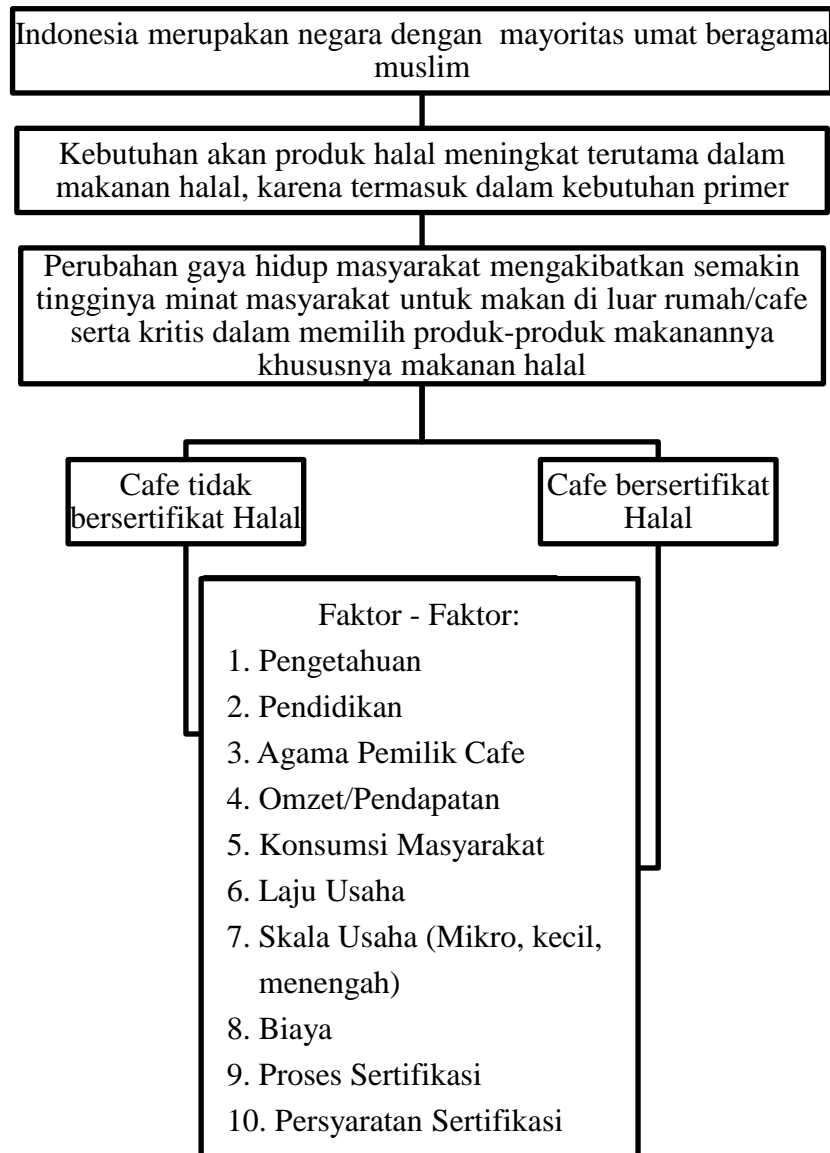 Indonesia merupakan negara dengan  mayoritas umat beragama
muslim
Kebutuhan akan produk halal meningkat terutama dalam
makanan halal, karena termasuk dalam kebutuhan primer
Perubahan gaya hidup masyarakat mengakibatkan semakin
tingginya minat masyarakat untuk makan di luar rumah/cafe
serta kritis dalam memilih produk-produk makanannya
khususnya makanan halal
Cafe tidak
bersertifikat Halal
Cafe bersertifikat
Halal
Faktor - Faktor:
1. Pengetahuan
2. Pendidikan
3. Agama Pemilik Cafe
4. Omzet/Pendapatan
5. Konsumsi Masyarakat
6. Laju Usaha
7. Skala Usaha (Mikro, kecil,
menengah)
8. Biaya
9. Proses Sertifikasi
10. Persyaratan Sertifikasi